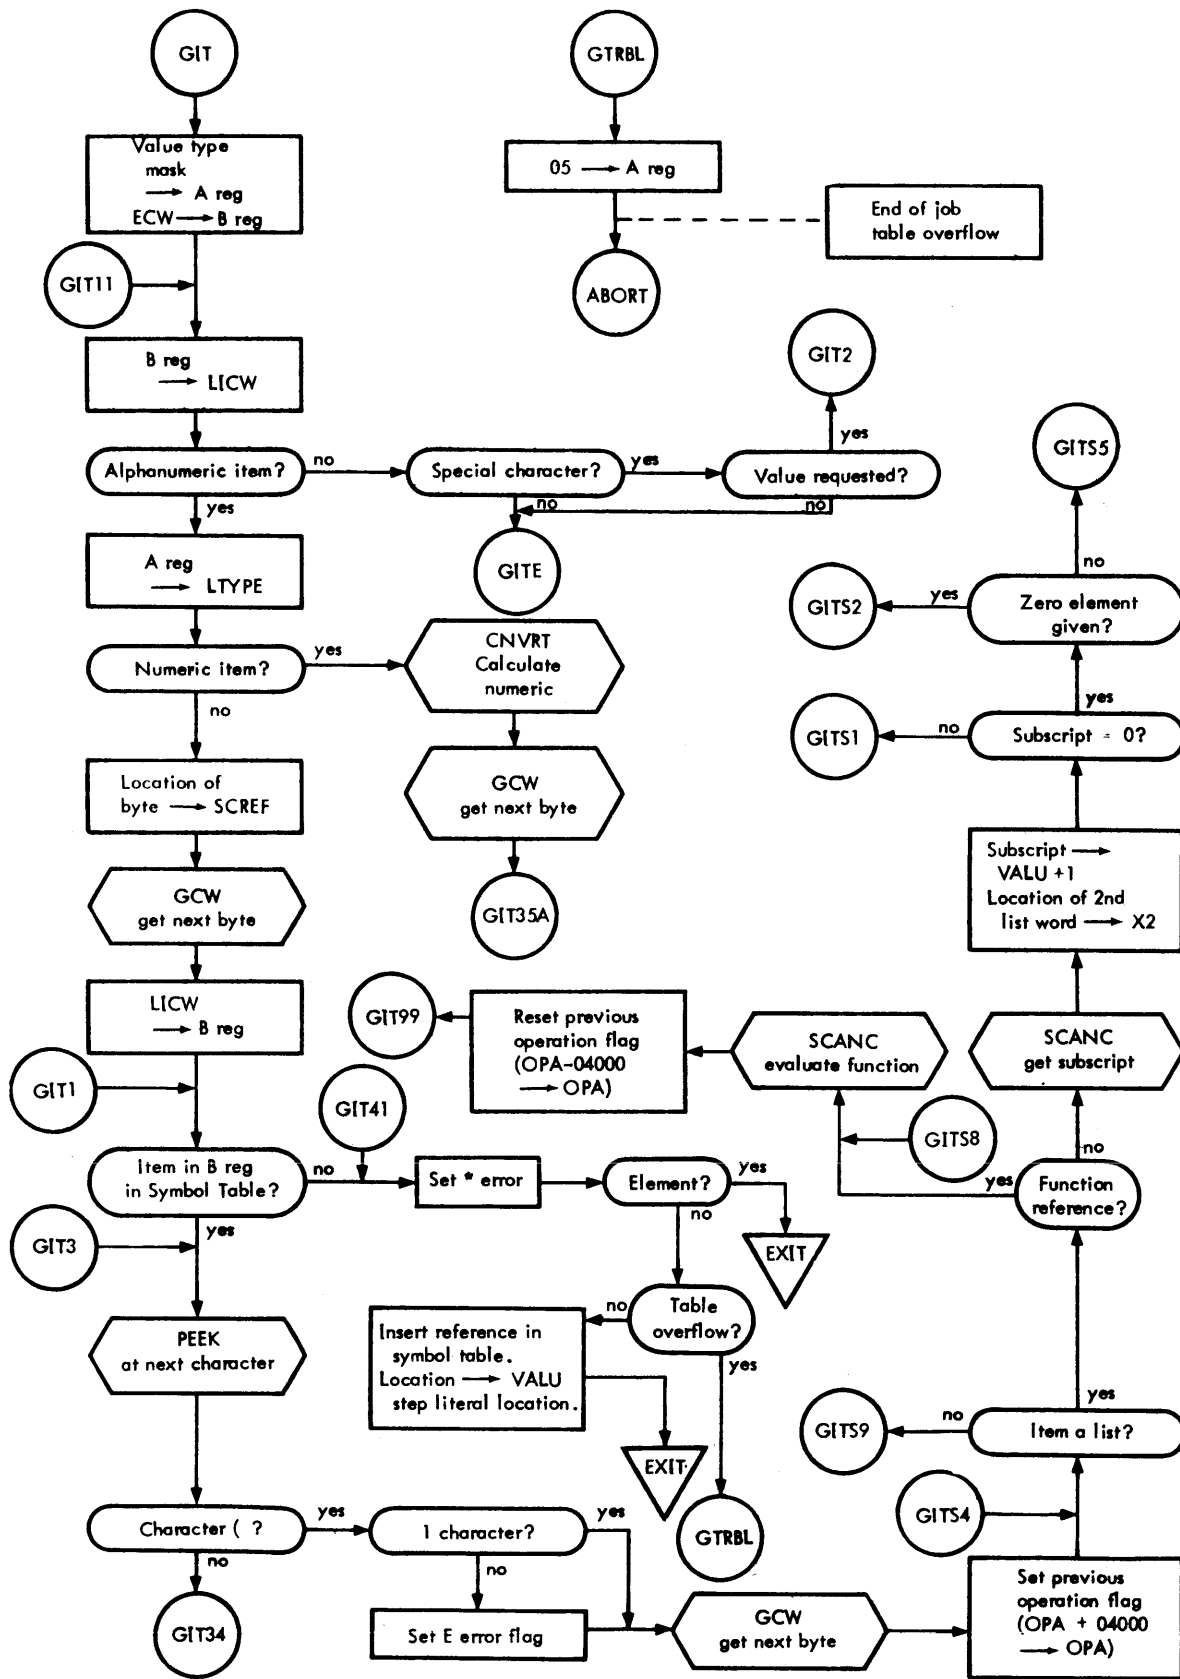 GIT
Value type
mask
→ A reg
ECW → B reg
GIT11
B reg
→ LICW
Alphanumeric item?
no
Special character?
yes
Value requested?
yes
GIT2
no
no
GITE
yes
A reg
→ LTYPE
Numeric item?
yes
CNVRT
Calculate
numeric
GCW
get next byte
GIT35A
no
Location of
byte → SCREF
GCW
get next byte
LICW
→ B reg
GIT1
Item in B reg
in Symbol Table?
no
GIT41
Set * error
Element?
yes
EXIT
no
Table
overflow?
no
Insert reference in
symbol table.
Location → VALU
step literal location.
EXIT
yes
GTRBL
yes
GIT3
PEEK
at next character
Character ( ?
no
GIT34
yes
1 character?
yes
no
Set E error flag
GCW
get next byte
Set previous
operation flag
(OPA + 04000
→ OPA)
GITS4
Item a list?
no
GITS9
yes
Function
reference?
yes
GITS8
SCANC
evaluate function
Reset previous
operation flag
(OPA-04000
→ OPA)
GIT99
no
SCANC
get subscript
Subscript →
VALU +1
Location of 2nd
list word → X2
Subscript = 0?
no
GITS1
yes
Zero element
given?
yes
GITS2
no
GITS5
GTRBL
05 → A reg
End of job
table overflow
ABORT